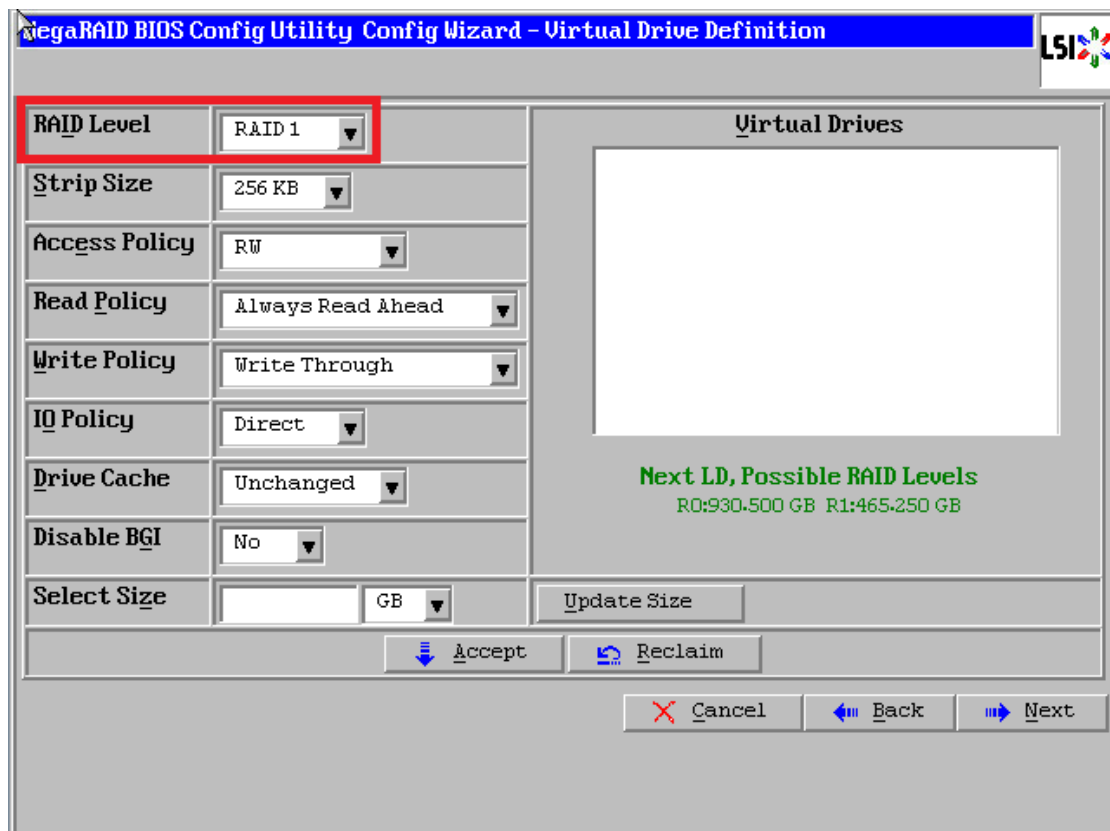 MegaRAID BIOS Config Utility Config Wizard - Virtual Drive Definition
LSI
RAID Level RAID 1
Strip Size 256 KB
Access Policy RW
Read Policy Always Read Ahead
Write Policy Write Through
IO Policy Direct
Drive Cache Unchanged
Disable BGI No
Select Size GB
Virtual Drives
Next LD, Possible RAID Levels
R0:930.500 GB R1:465.250 GB
Update Size
Accept Reclaim
Cancel Back Next